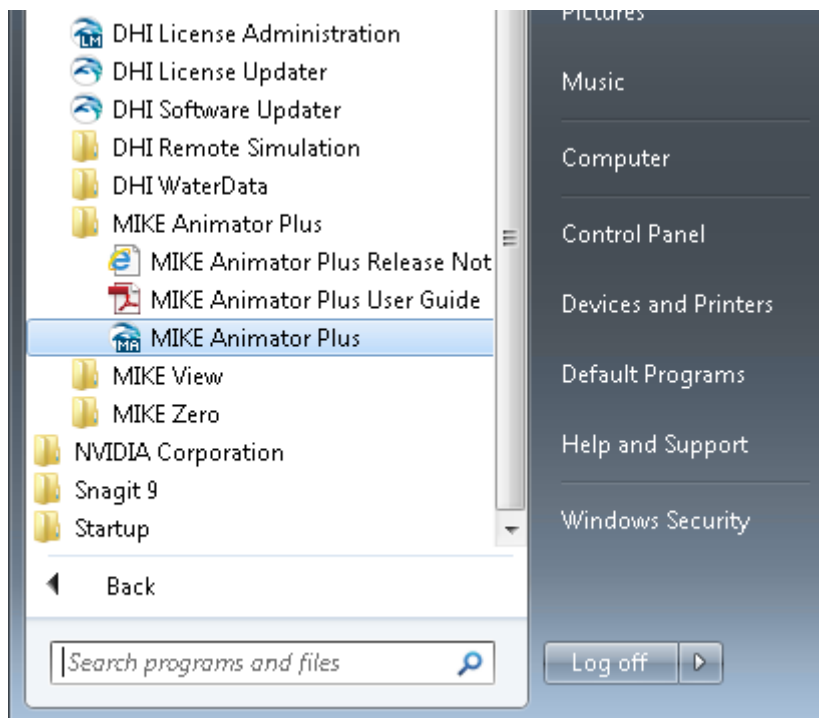 DHI License Administration
DHI License Updater
DHI Software Updater
DHI Remote Simulation
DHI WaterData
MIKE Animator Plus
MIKE Animator Plus Release Not
MIKE Animator Plus User Guide
MIKE Animator Plus
MIKE View
MIKE Zero
NVIDIA Corporation
Snagit 9
Startup
Back
Search programs and files
Pictures
Music
Computer
Control Panel
Devices and Printers
Default Programs
Help and Support
Windows Security
Log off